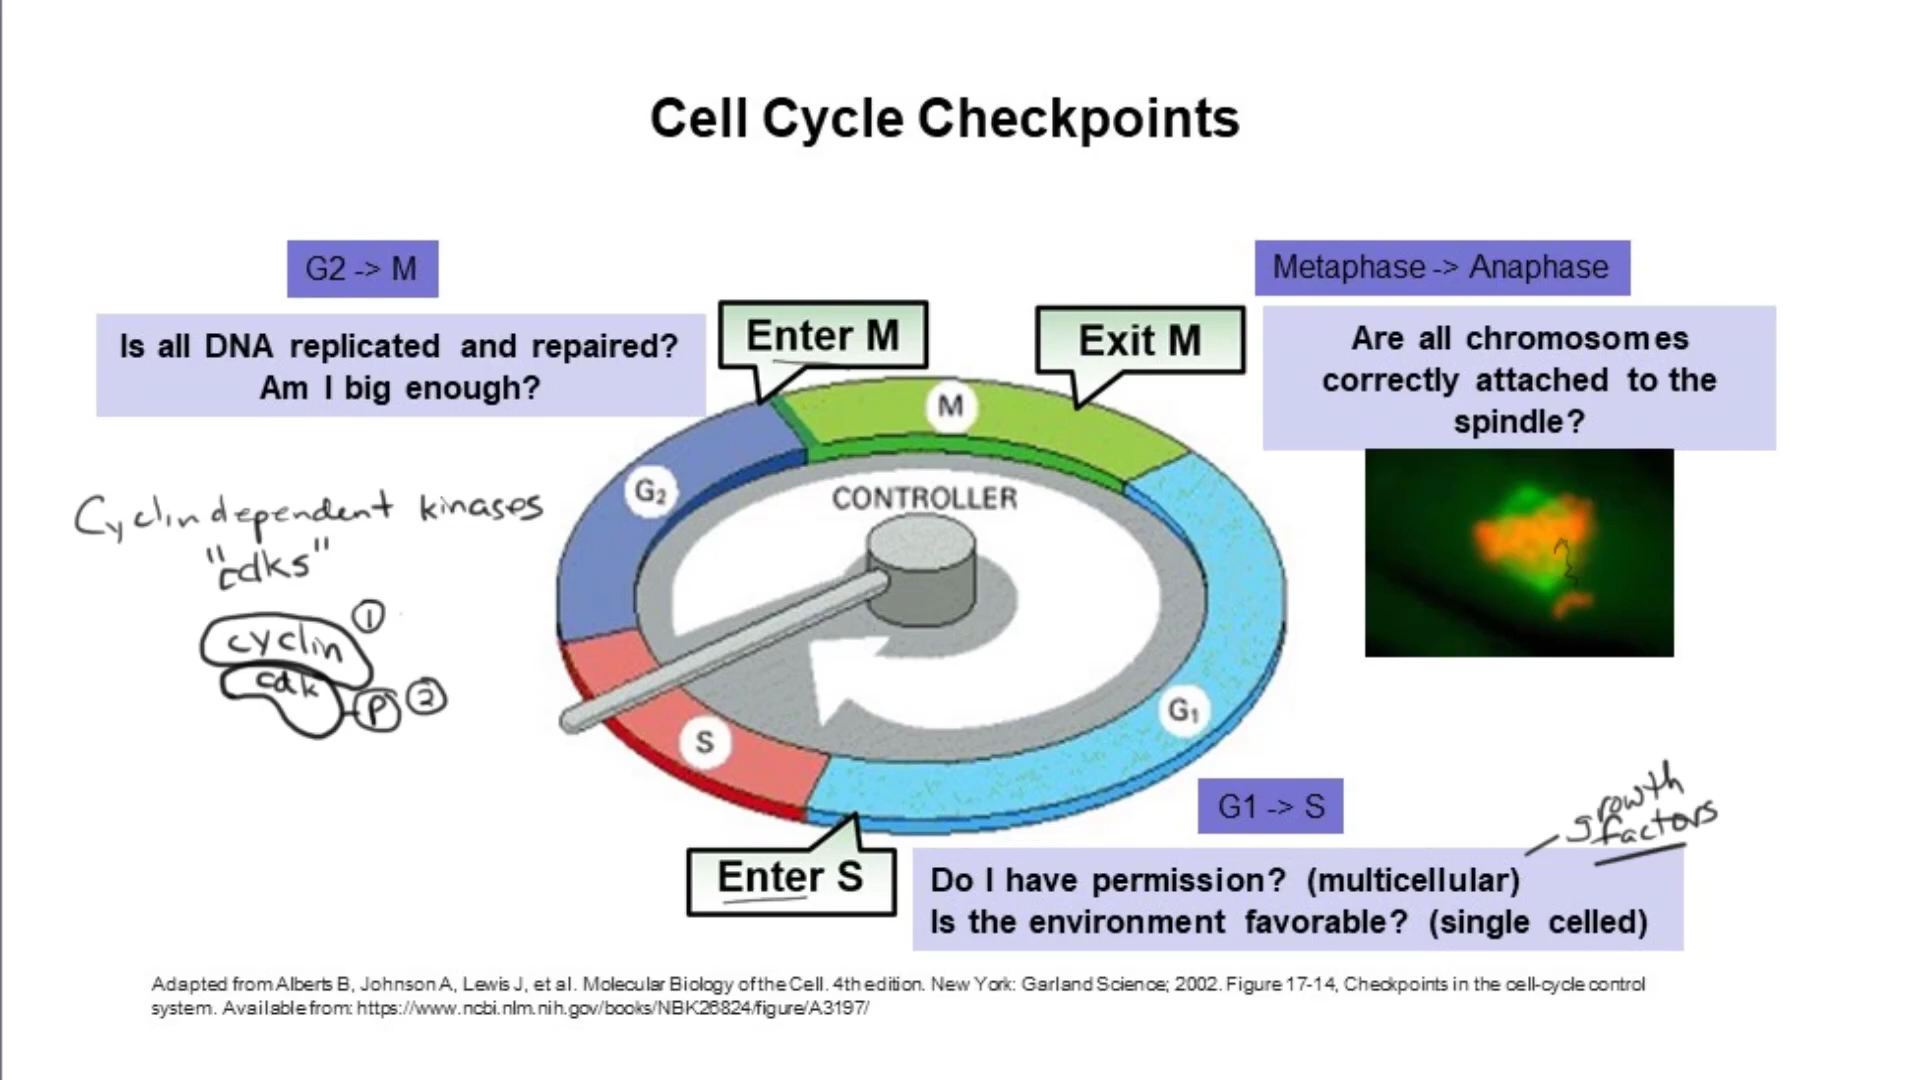 Cell Cycle Checkpoints
G2 -> M
Is all DNA replicated and repaired?
Am I big enough?
Enter M
Exit M
Metaphase -> Anaphase
Are all chromosomes
correctly attached to the
spindle?
M
G2
CONTROLLER
Cyclin dependent kinases
"cdks"
cyclin
1
cdk
P
2
S
G1
G1 -> S
growth
factors
Enter S
Do I have permission? (multicellular)
Is the environment favorable? (single celled)
Adapted from Alberts B, Johnson A, Lewis J, et al. Molecular Biology of the Cell. 4th edition. New York: Garland Science; 2002. Figure 17-14, Checkpoints in the cell-cycle control
system. Available from: https://www.ncbi.nlm.nih.gov/books/NBK26824/figure/A3197/